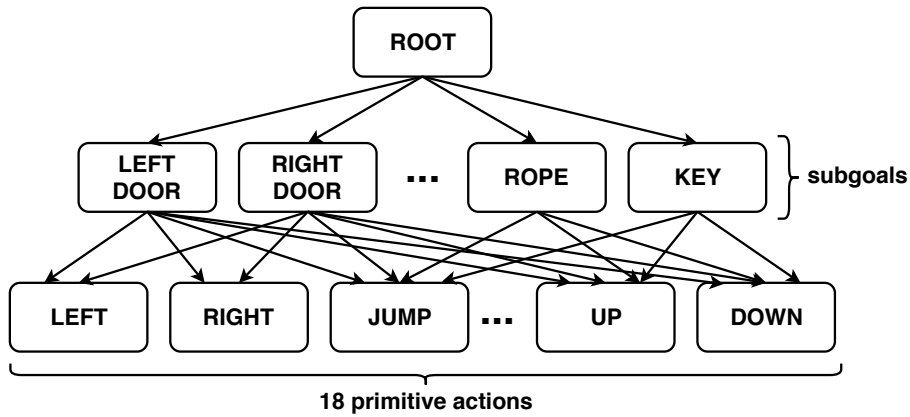 ROOT
LEFT
DOOR
RIGHT
DOOR
...
ROPE
KEY
subgoals
LEFT
RIGHT
JUMP
...
UP
DOWN
18 primitive actions